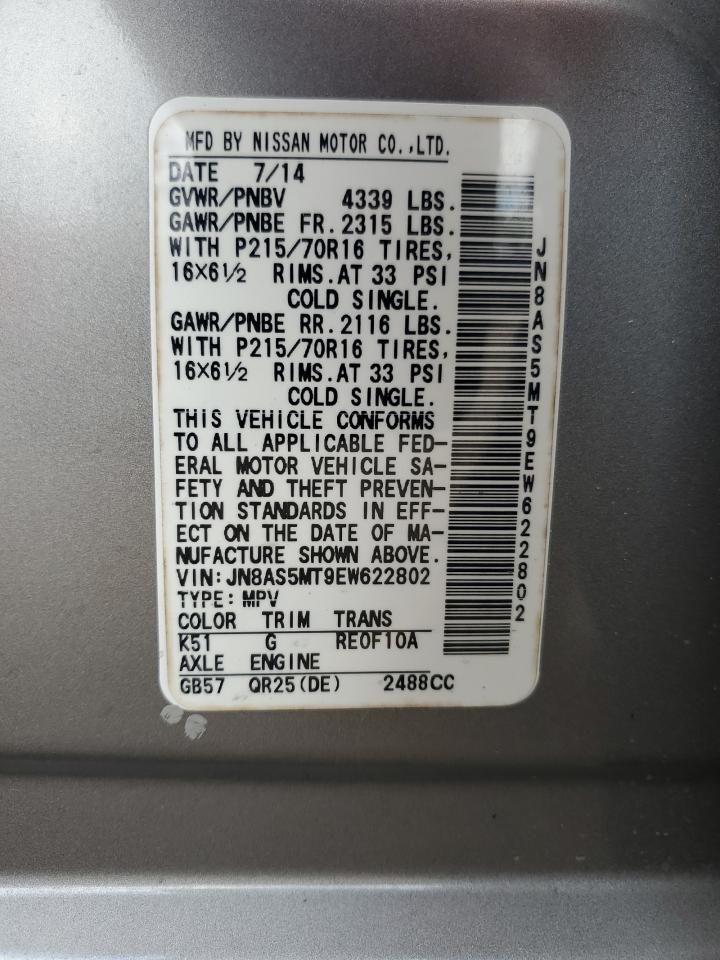 MFD BY NISSAN MOTOR CO.,LTD.
DATE 7/14
GVWR/PNBV 4339 LBS.
GAWR/PNBE FR.2315 LBS.
WITH P215/70R16 TIRES,
16×6½ RIMS.AT 33 PSI
COLD SINGLE.
GAWR/PNBE RR.2116 LBS.
WITH P215/70R16 TIRES,
16×6½ RIMS.AT 33 PSI
COLD SINGLE.
THIS VEHICLE CONFORMS
TO ALL APPLICABLE FED-
ERAL MOTOR VEHICLE SA-
FETY AND THEFT PREVEN-
TION STANDARDS IN EFF-
ECT ON THE DATE OF MA-
NUFACTURE SHOWN ABOVE.
VIN:JN8AS5MT9EW622802
TYPE:MPV
COLOR TRIM TRANS
K51 G RE0F10A
AXLE ENGINE
GB57 QR25(DE) 2488CC
JN8AS5MT9EW622802